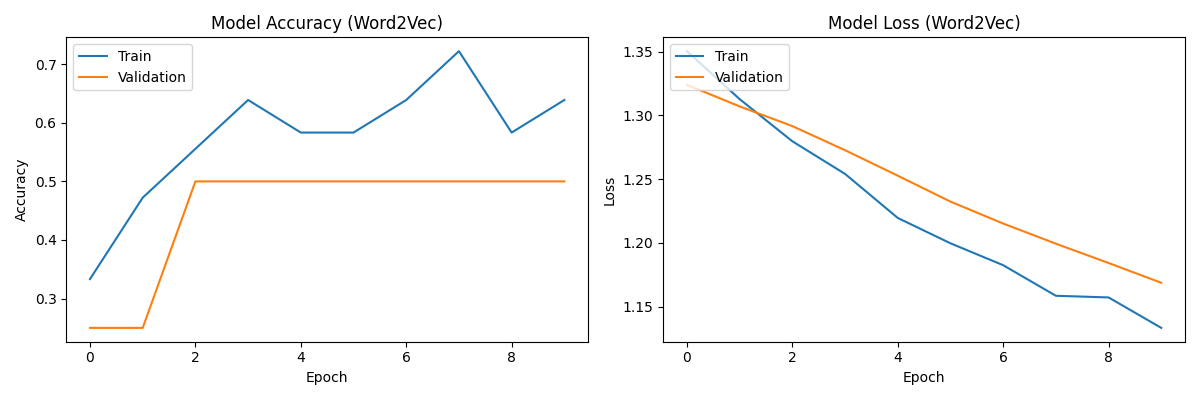 Model Accuracy (Word2Vec)
Train
Validation
0.7
0.6
0.5
0.4
0.3
Accuracy
0 2 4 6 8
Epoch
Model Loss (Word2Vec)
Train
Validation
1.35
1.30
1.25
1.20
1.15
Loss
0 2 4 6 8
Epoch